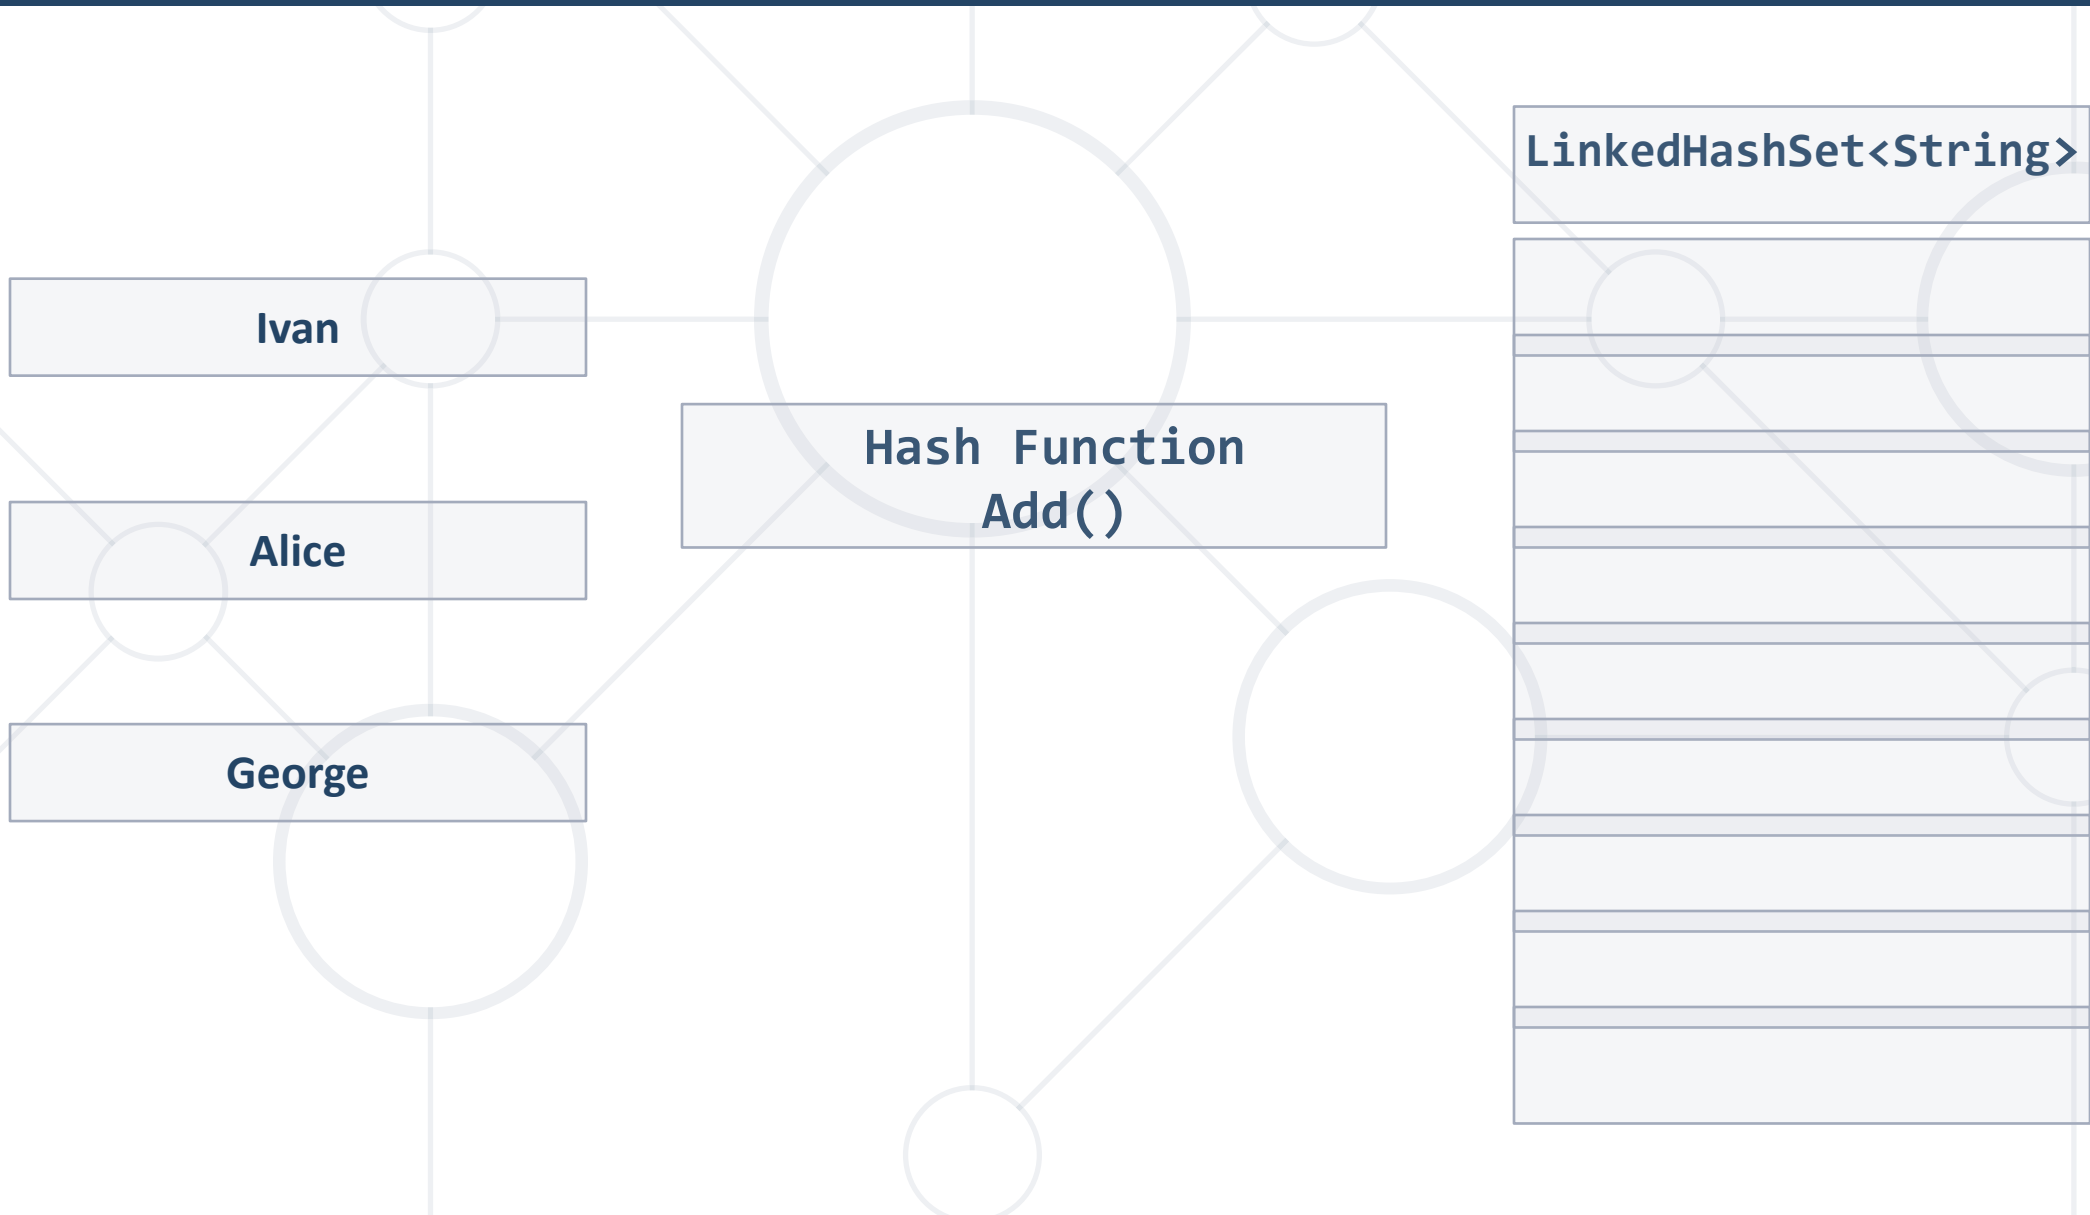 LinkedHashSet<String>
Ivan
Hash Function
Add()
Alice
George